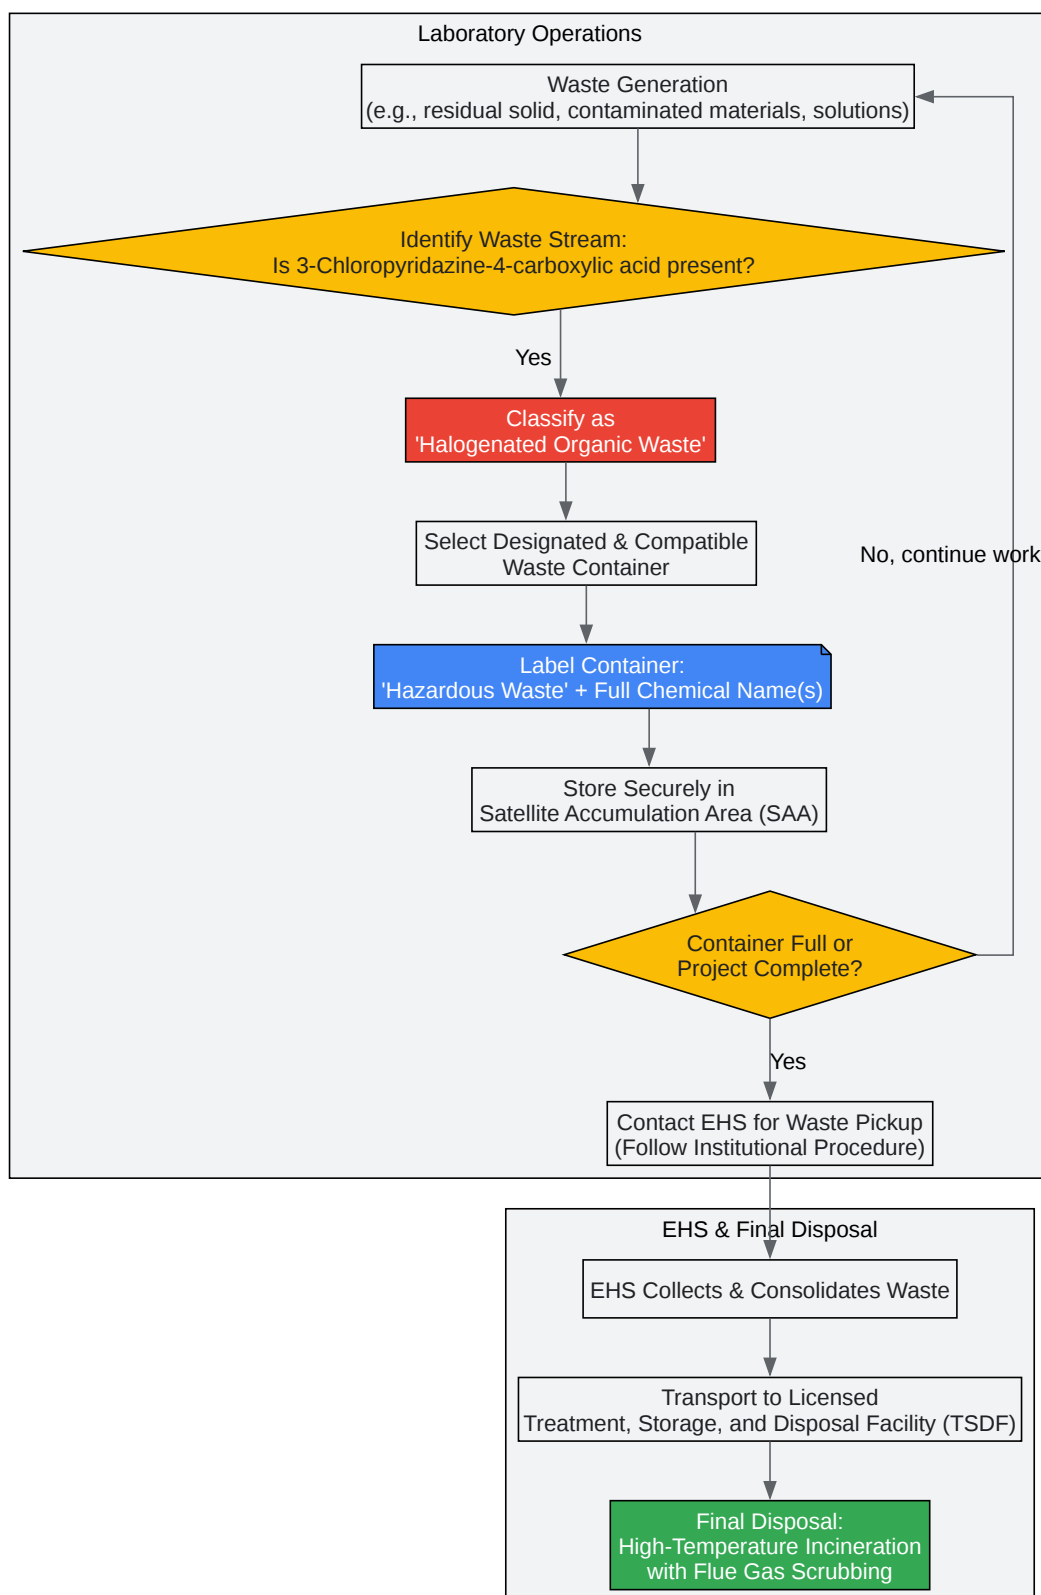 Laboratory Operations
Waste Generation
(e.g., residual solid, contaminated materials, solutions)
Identify Waste Stream:
Is 3-Chloropyridazine-4-carboxylic acid present?
Yes
Classify as
'Halogenated Organic Waste'
Select Designated & Compatible
Waste Container
No, continue work
Label Container:
'Hazardous Waste' + Full Chemical Name(s)
Store Securely in
Satellite Accumulation Area (SAA)
Container Full or
Project Complete?
Yes
Contact EHS for Waste Pickup
(Follow Institutional Procedure)
EHS & Final Disposal
EHS Collects & Consolidates Waste
Transport to Licensed
Treatment, Storage, and Disposal Facility (TSDF)
Final Disposal:
High-Temperature Incineration
with Flue Gas Scrubbing